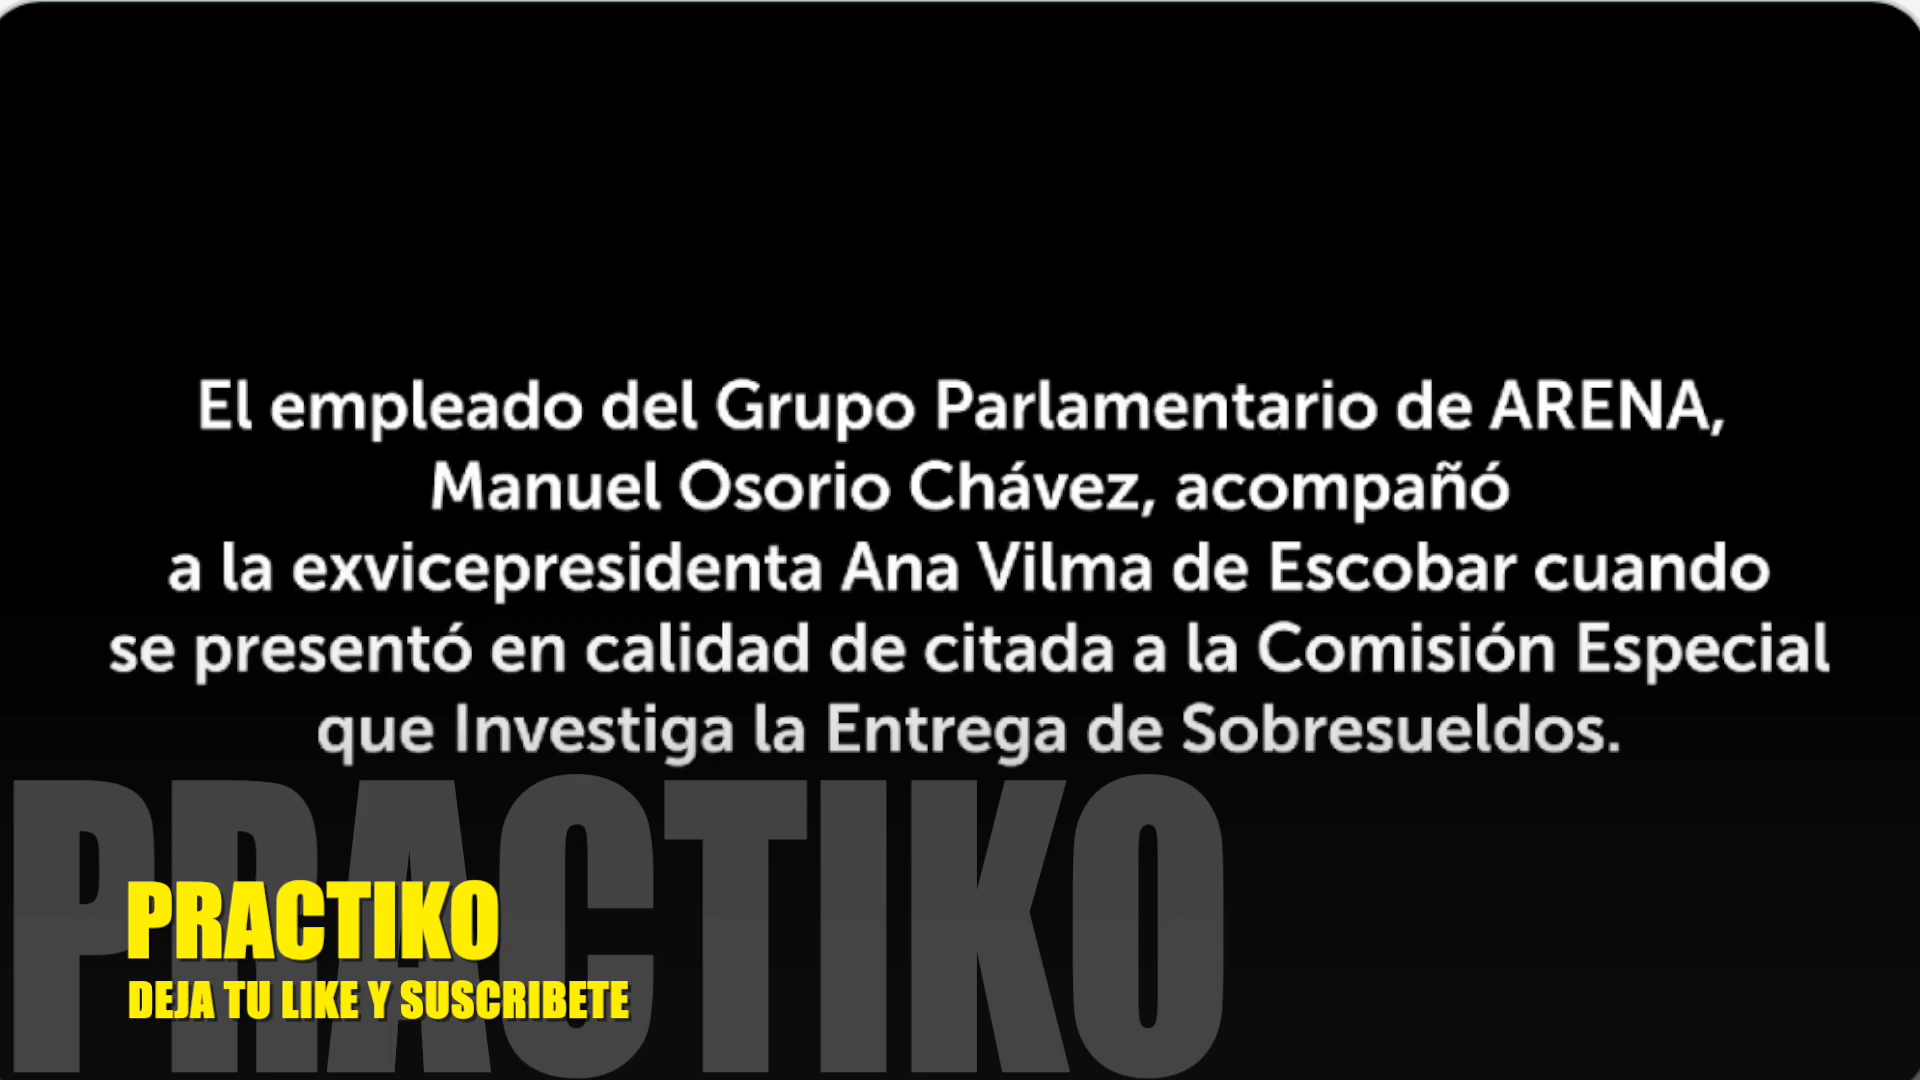 El empleado del Grupo Parlamentario de ARENA,
Manuel Osorio Chávez, acompañó
a la exvicepresidenta Ana Vilma de Escobar cuando
se presentó en calidad de citada a la Comisión Especial
que Investiga la Entrega de Sobresueldos.
PRACTIKO
PRACTIKO
DEJA TU LIKE Y SUSCRIBETE